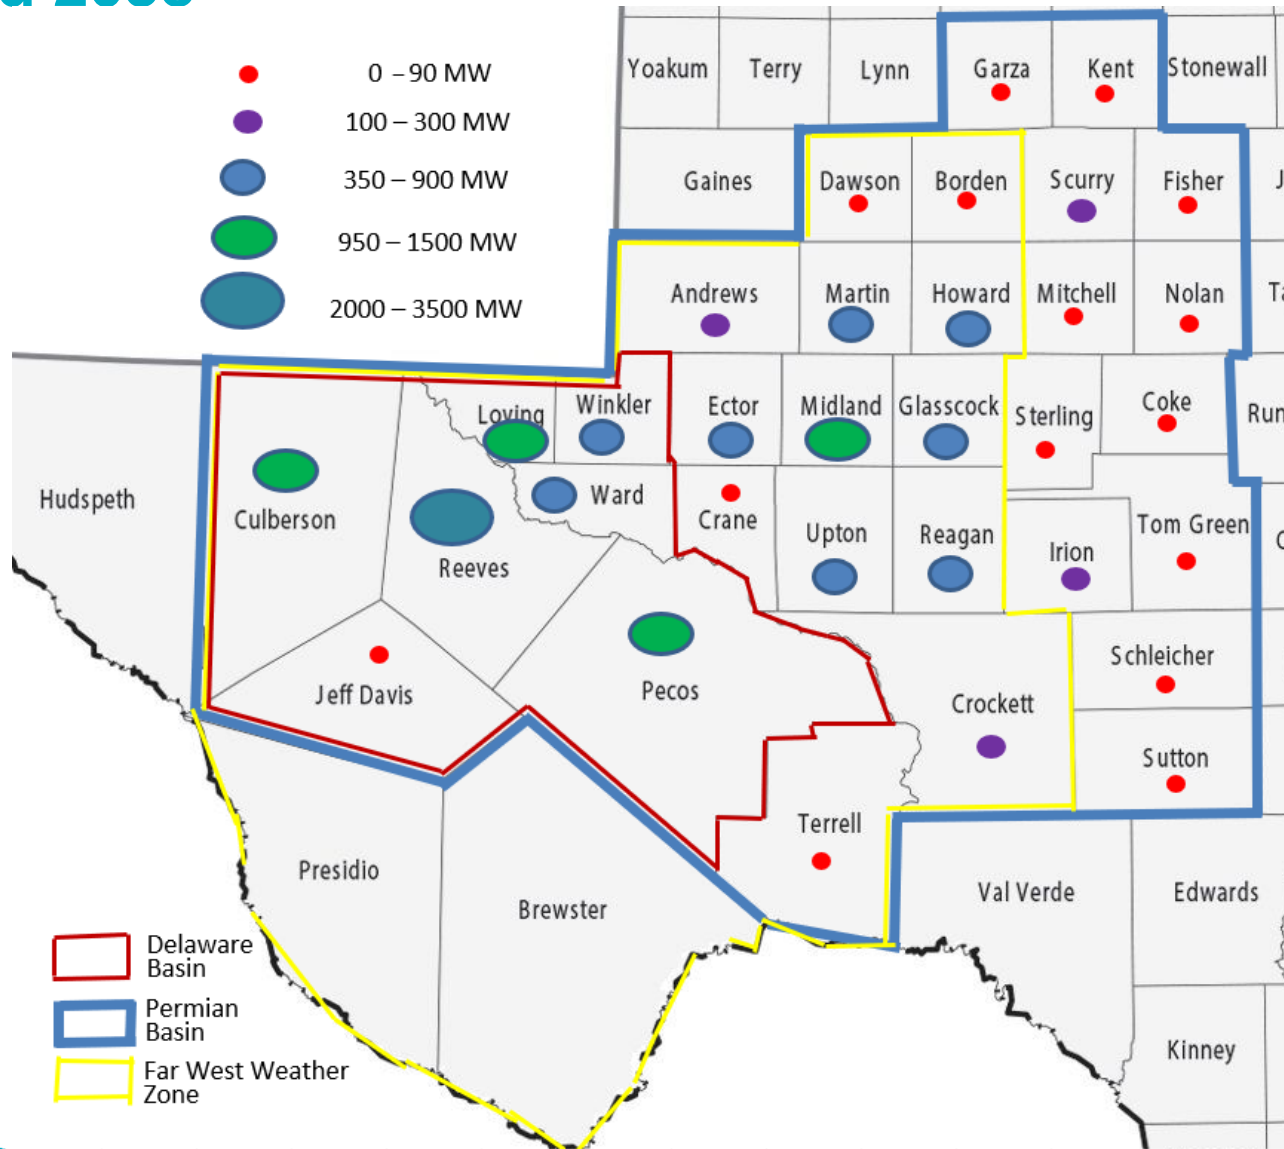 0 – 90 MW
100 – 300 MW
350 – 900 MW
950 – 1500 MW
2000 – 3500 MW
Yoakum
Terry
Lynn
Garza
Kent
Stonewall
Gaines
Dawson
Borden
Scurry
Fisher
Andrews
Martin
Howard
Mitchell
Nolan
Loving
Winkler
Ector
Midland
Glasscock
Sterling
Coke
Hudspeth
Culberson
Reeves
Ward
Crane
Upton
Reagan
Irion
Tom Green
Jeff Davis
Pecos
Crockett
Schleicher
Sutton
Presidio
Brewster
Terrell
Val Verde
Edwards
Kinney
Delaware
Basin
Permian
Basin
Far West Weather
Zone